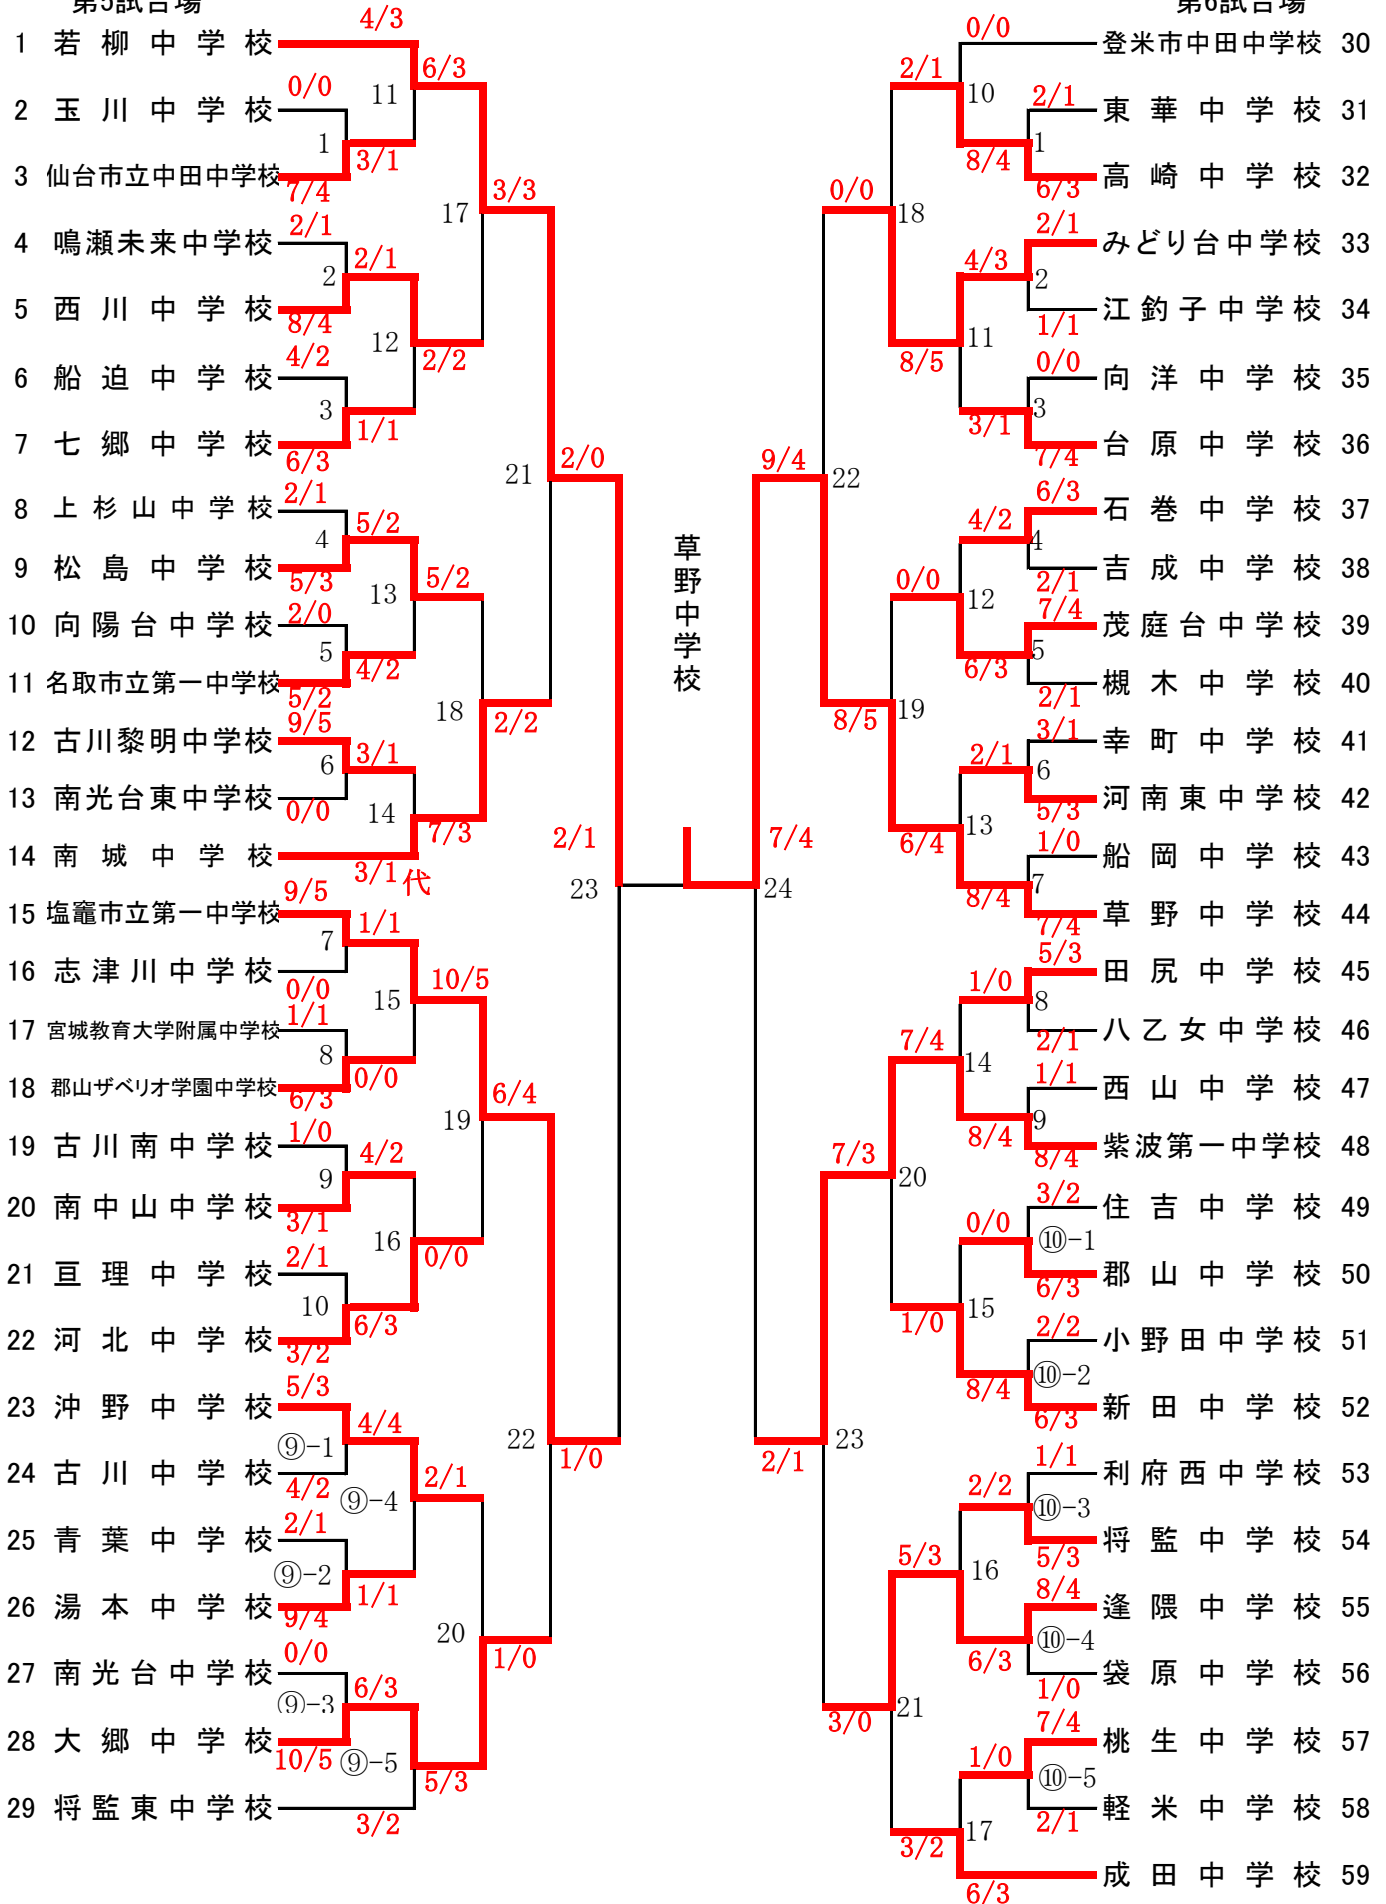 第5試合場
4/3
1 若柳中学校
6/3
0/0
11
2 玉川中学校
1
3/1
3 仙台市立中田中学校
7/4
3/3
17
2/1
4 鳴瀬未来中学校
2/1
2
5 西川中学校
8/4
12
4/2
2/2
6 船迫中学校
3
1/1
7 七郷中学校
6/3
2/0
21
2/1
8 上杉山中学校
5/2
4
9 松島中学校
5/3
5/2
13
2/0
10 向陽台中学校
5
4/2
11 名取市立第一中学校
5/2
18
2/2
9/5
12 古川黎明中学校
3/1
6
13 南光台東中学校
0/0
14
7/3
14 南城中学校
3/1 代
2/1
23
9/5
15 塩竈市立第一中学校
1/1
7
16 志津川中学校
0/0
10/5
15
1/1
17 宮城教育大学附属中学校
8
0/0
18 郡山ザベリオ学園中学校
6/3
6/4
19
1/0
19 古川南中学校
4/2
9
20 南中山中学校
3/1
16
0/0
2/1
21 亘理中学校
10
6/3
22 河北中学校
3/2
5/3
23 沖野中学校
4/4
⑨-1
22
1/0
24 古川中学校
4/2
2/1
⑨-4
2/1
25 青葉中学校
⑨-2
1/1
26 湯本中学校
9/4
20
1/0
0/0
27 南光台中学校
6/3
⑨-3
28 大郷中学校
10/5
⑨-5
5/3
29 将監東中学校
3/2
草野中学校
第6試合場
0/0
登米市中田中学校 30
2/1
10
2/1
東華中学校 31
1
8/4
高崎中学校 32
6/3
0/0
18
2/1
みどり台中学校 33
4/3
2
江釣子中学校 34
1/1
11
8/5
0/0
向洋中学校 35
3
3/1
台原中学校 36
7/4
9/4
22
6/3
石巻中学校 37
4/2
4
吉成中学校 38
2/1
0/0
12
7/4
茂庭台中学校 39
5
6/3
槻木中学校 40
2/1
8/5
19
3/1
幸町中学校 41
2/1
6
河南東中学校 42
5/3
13
6/4
1/0
船岡中学校 43
7
8/4
草野中学校 44
7/4
7/4
24
5/3
田尻中学校 45
1/0
8
八乙女中学校 46
2/1
7/4
14
1/1
西山中学校 47
9
8/4
紫波第一中学校 48
8/4
7/3
20
3/2
住吉中学校 49
0/0
⑩-1
郡山中学校 50
6/3
15
1/0
2/2
小野田中学校 51
⑩-2
8/4
新田中学校 52
6/3
23
2/1
1/1
利府西中学校 53
2/2
⑩-3
将監中学校 54
5/3
5/3
16
8/4
逢隈中学校 55
⑩-4
6/3
袋原中学校 56
1/0
3/0
21
7/4
桃生中学校 57
1/0
⑩-5
軽米中学校 58
2/1
17
3/2
成田中学校 59
6/3